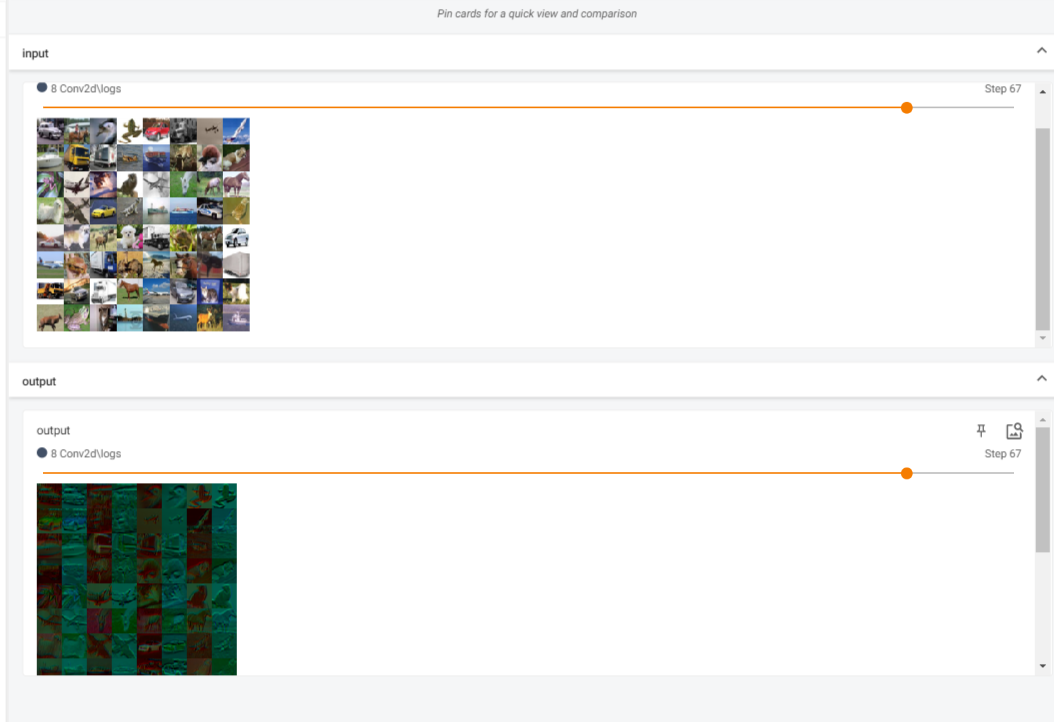 Pin cards for a quick view and comparison
input
8 Conv2d\logs
Step 67
output
output
8 Conv2d\logs
Step 67